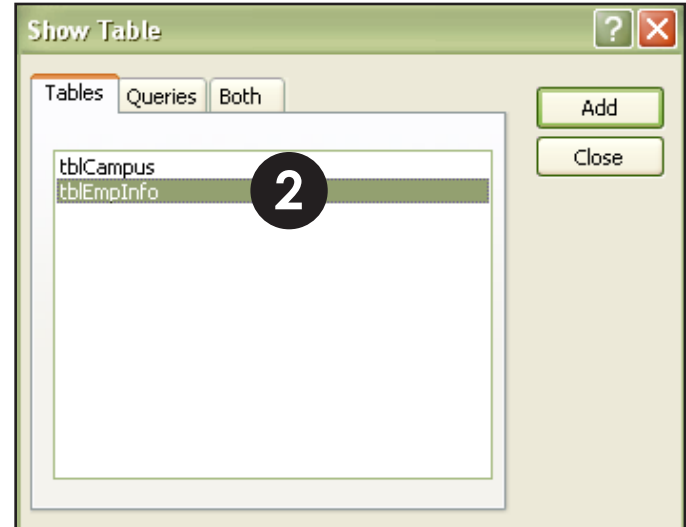 Show Table
?
Tables Queries Both
Add
Close
tblCampus
tblEmpInfo
2